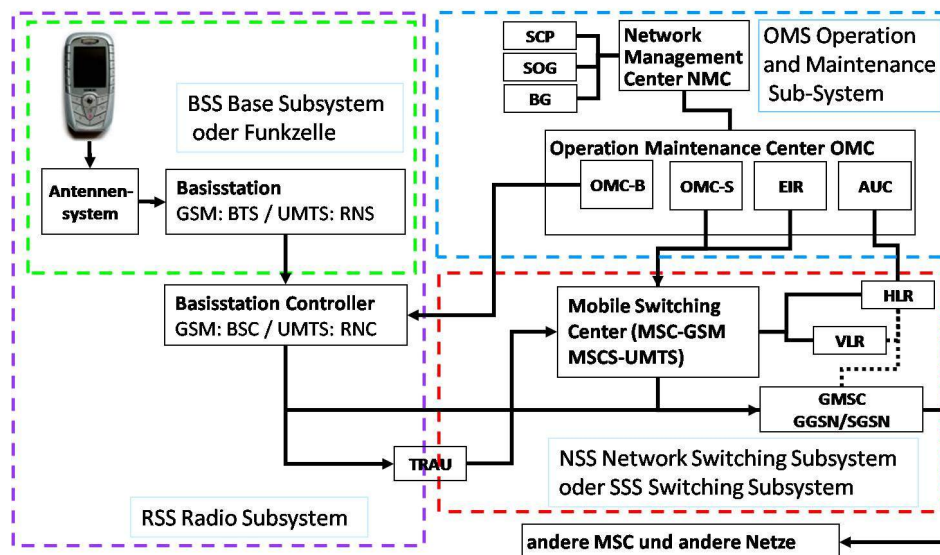 BSS Base Subsystem
oder Funkzelle
Antennen-
system
Basisstation
GSM: BTS / UMTS: RNS
Basisstation Controller
GSM: BSC / UMTS: RNC
TRAU
RSS Radio Subsystem
SCP
SOG
BG
Network
Management
Center NMC
OMS Operation
and Maintenance
Sub-System
Operation Maintenance Center OMC
OMC-B
OMC-S
EIR
AUC
Mobile Switching
Center (MSC-GSM
MSCS-UMTS)
HLR
VLR
GMSC
GGSN/SGSN
NSS Network Switching Subsystem
oder SSS Switching Subsystem
andere MSC und andere Netze